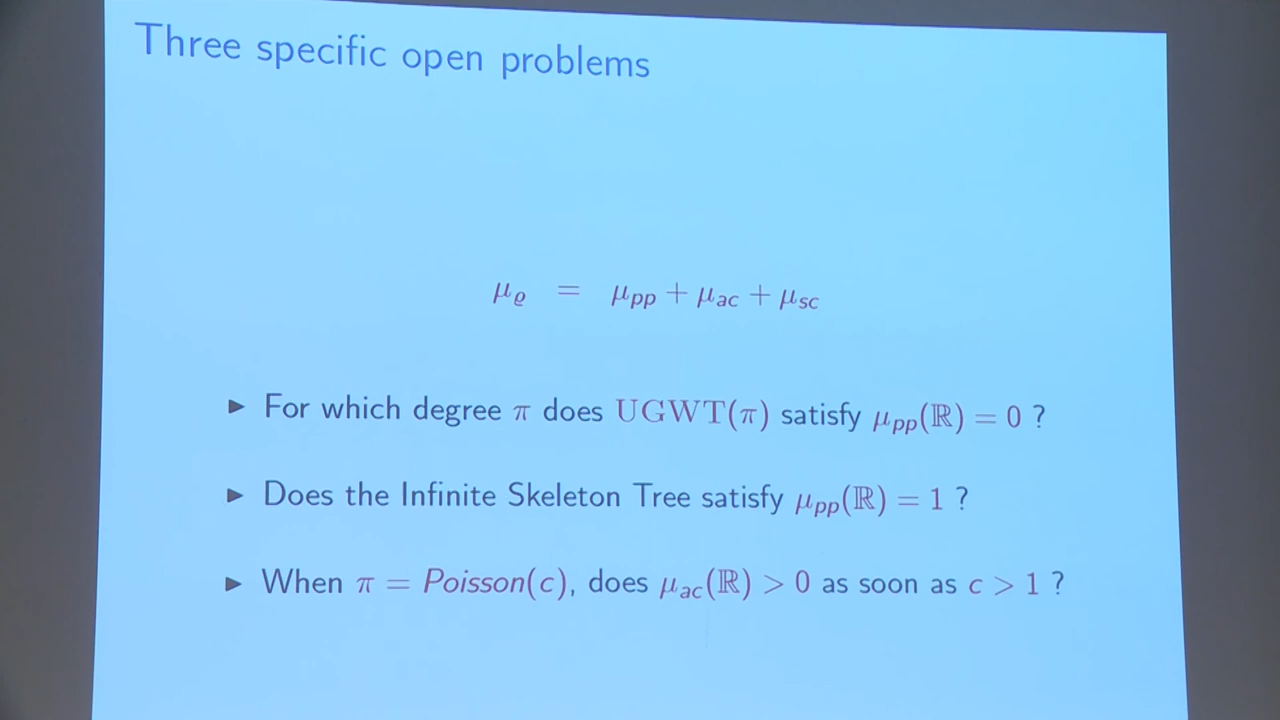 Three specific open problems
μ_ϱ = μ_pp + μ_ac + μ_sc
▶ For which degree π does UGWT(π) satisfy μ_pp(ℝ) = 0 ?
▶ Does the Infinite Skeleton Tree satisfy μ_pp(ℝ) = 1 ?
▶ When π = Poisson(c), does μ_ac(ℝ) > 0 as soon as c > 1 ?